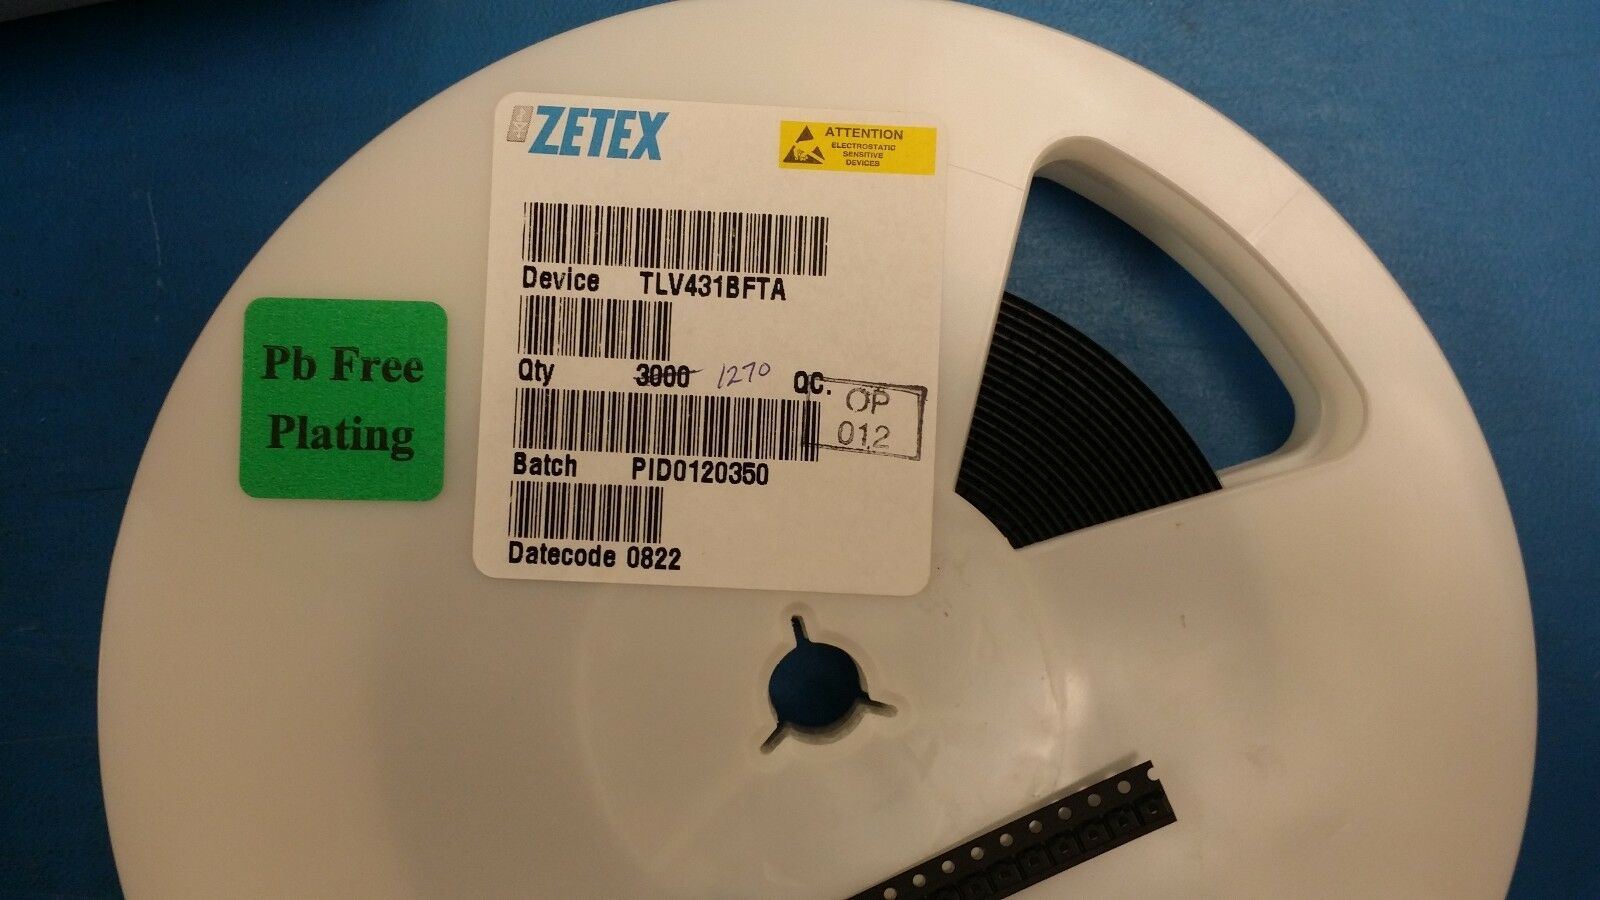 ZETEX
ATTENTION
ELECTROSTATIC
SENSITIVE
DEVICES
Device TLV431BFTA
Qty 3000 1270 QC.
OP
012
Batch PID0120350
Datecode 0822
Pb Free
Plating